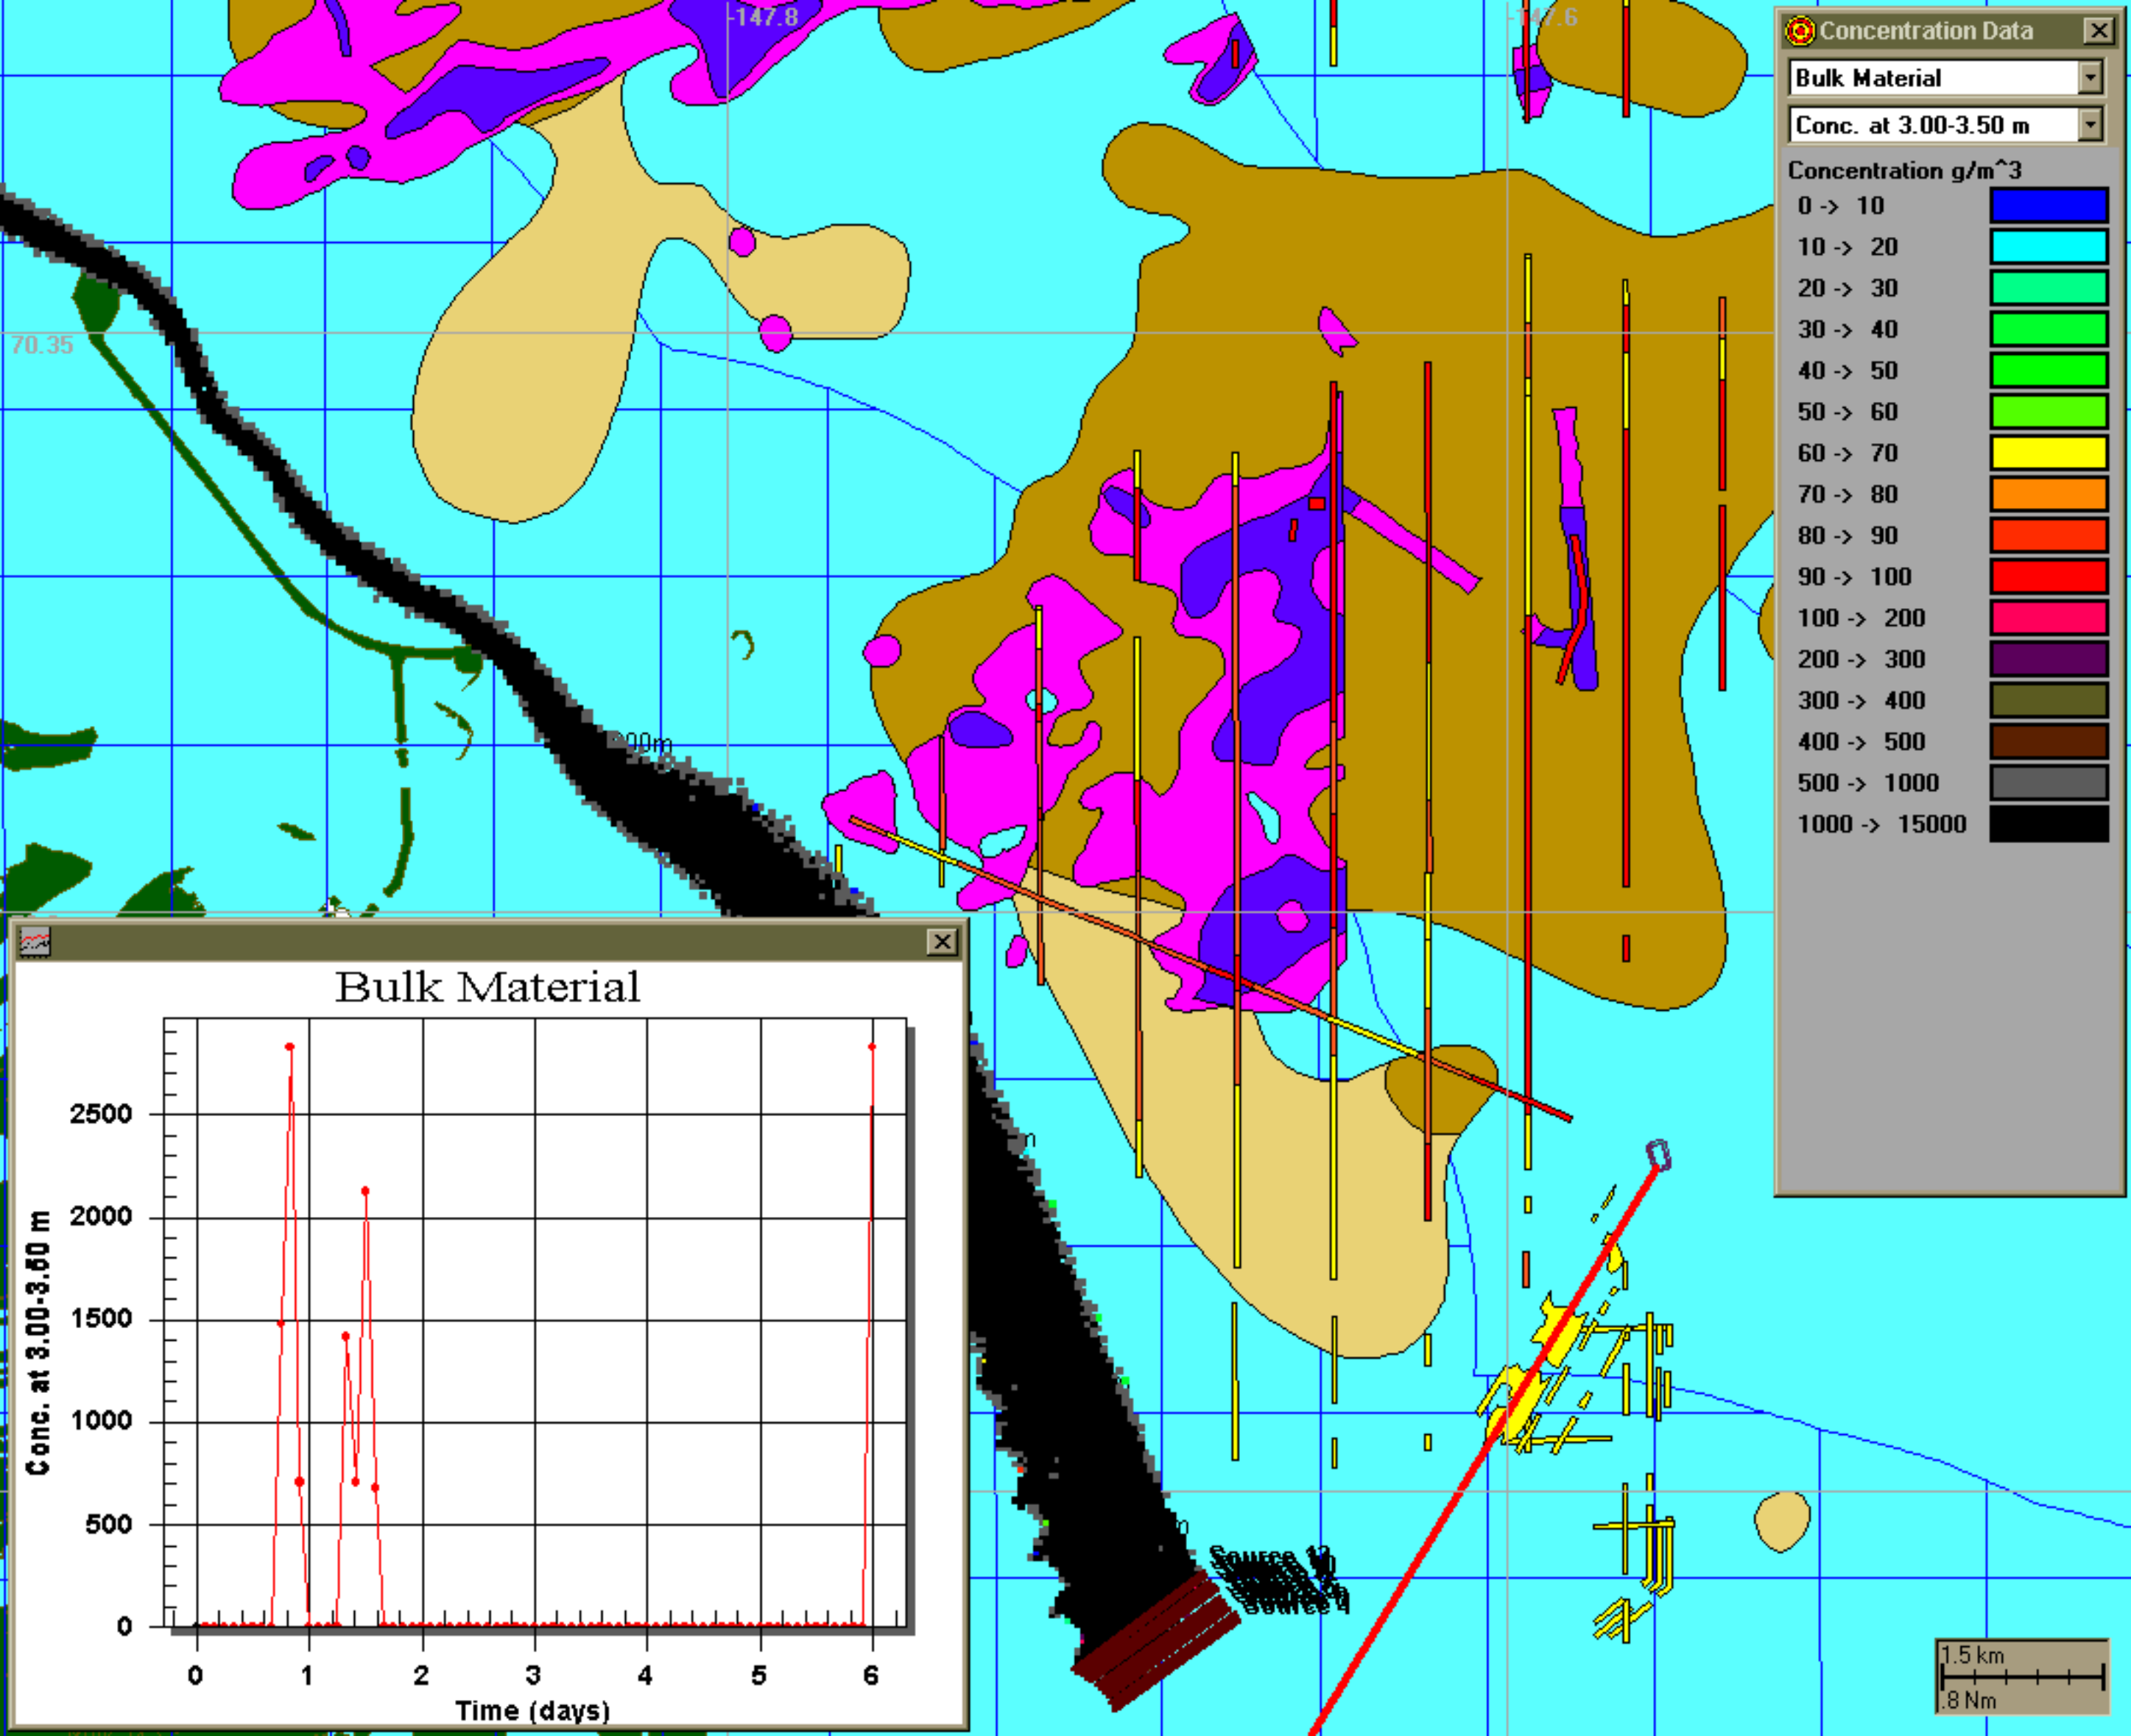 -147.8
-147.6
Concentration Data
Bulk Material
Conc. at 3.00-3.50 m
Concentration g/m^3
0 -> 10
10 -> 20
20 -> 30
30 -> 40
40 -> 50
50 -> 60
60 -> 70
70 -> 80
80 -> 90
90 -> 100
100 -> 200
200 -> 300
300 -> 400
400 -> 500
500 -> 1000
1000 -> 15000
70.35
00m
Bulk Material
Conc. at 3.00-3.50 m
2500
2000
1500
1000
500
0
0 1 2 3 4 5 6
Time (days)
Source
Source 4
1.5 km
.8 Nm